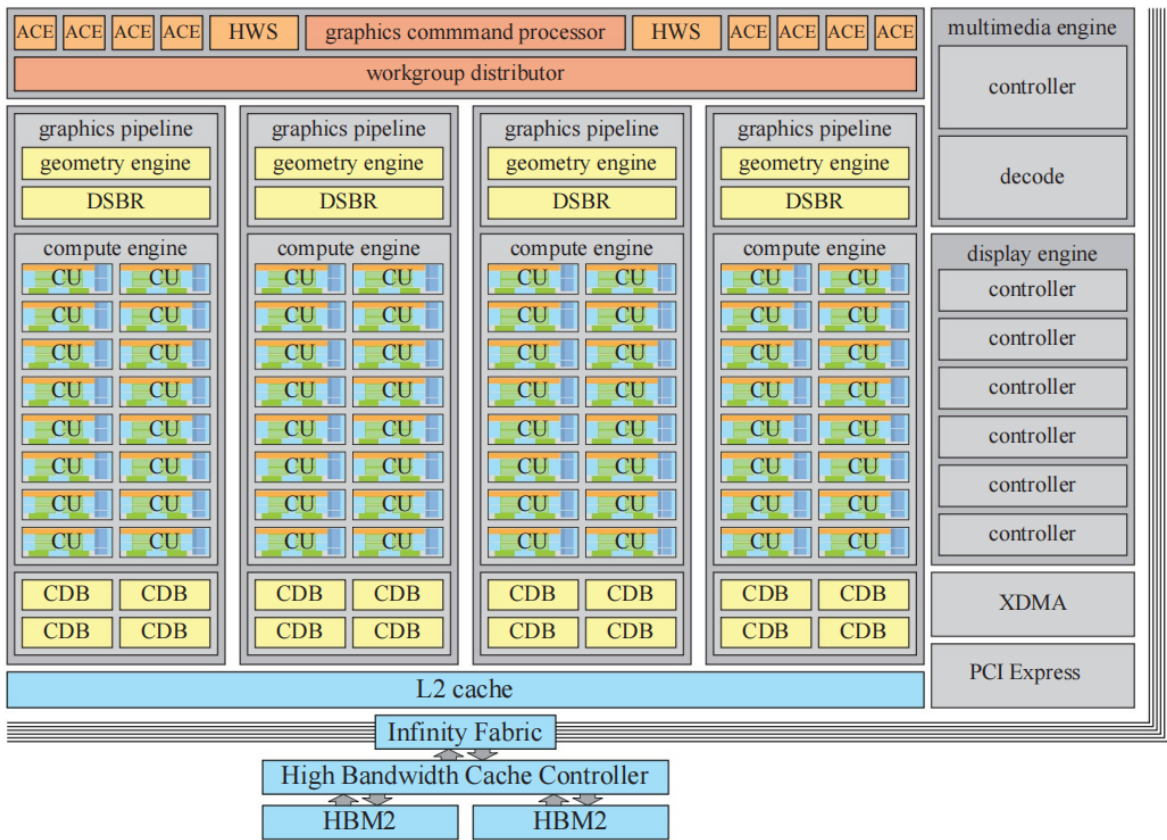 ACE ACE ACE ACE HWS graphics commmand processor HWS ACE ACE ACE ACE
workgroup distributor
graphics pipeline graphics pipeline graphics pipeline graphics pipeline
geometry engine geometry engine geometry engine geometry engine
DSBR DSBR DSBR DSBR
compute engine compute engine compute engine compute engine
CU CU CU CU CU CU CU CU
CU CU CU CU CU CU CU CU
CU CU CU CU CU CU CU CU
CU CU CU CU CU CU CU CU
CU CU CU CU CU CU CU CU
CU CU CU CU CU CU CU CU
CU CU CU CU CU CU CU CU
CU CU CU CU CU CU CU CU
CDB CDB CDB CDB CDB CDB CDB CDB
CDB CDB CDB CDB CDB CDB CDB CDB
L2 cache
multimedia engine
controller
decode
display engine
controller
controller
controller
controller
controller
controller
XDMA
PCI Express
Infinity Fabric
High Bandwidth Cache Controller
HBM2 HBM2